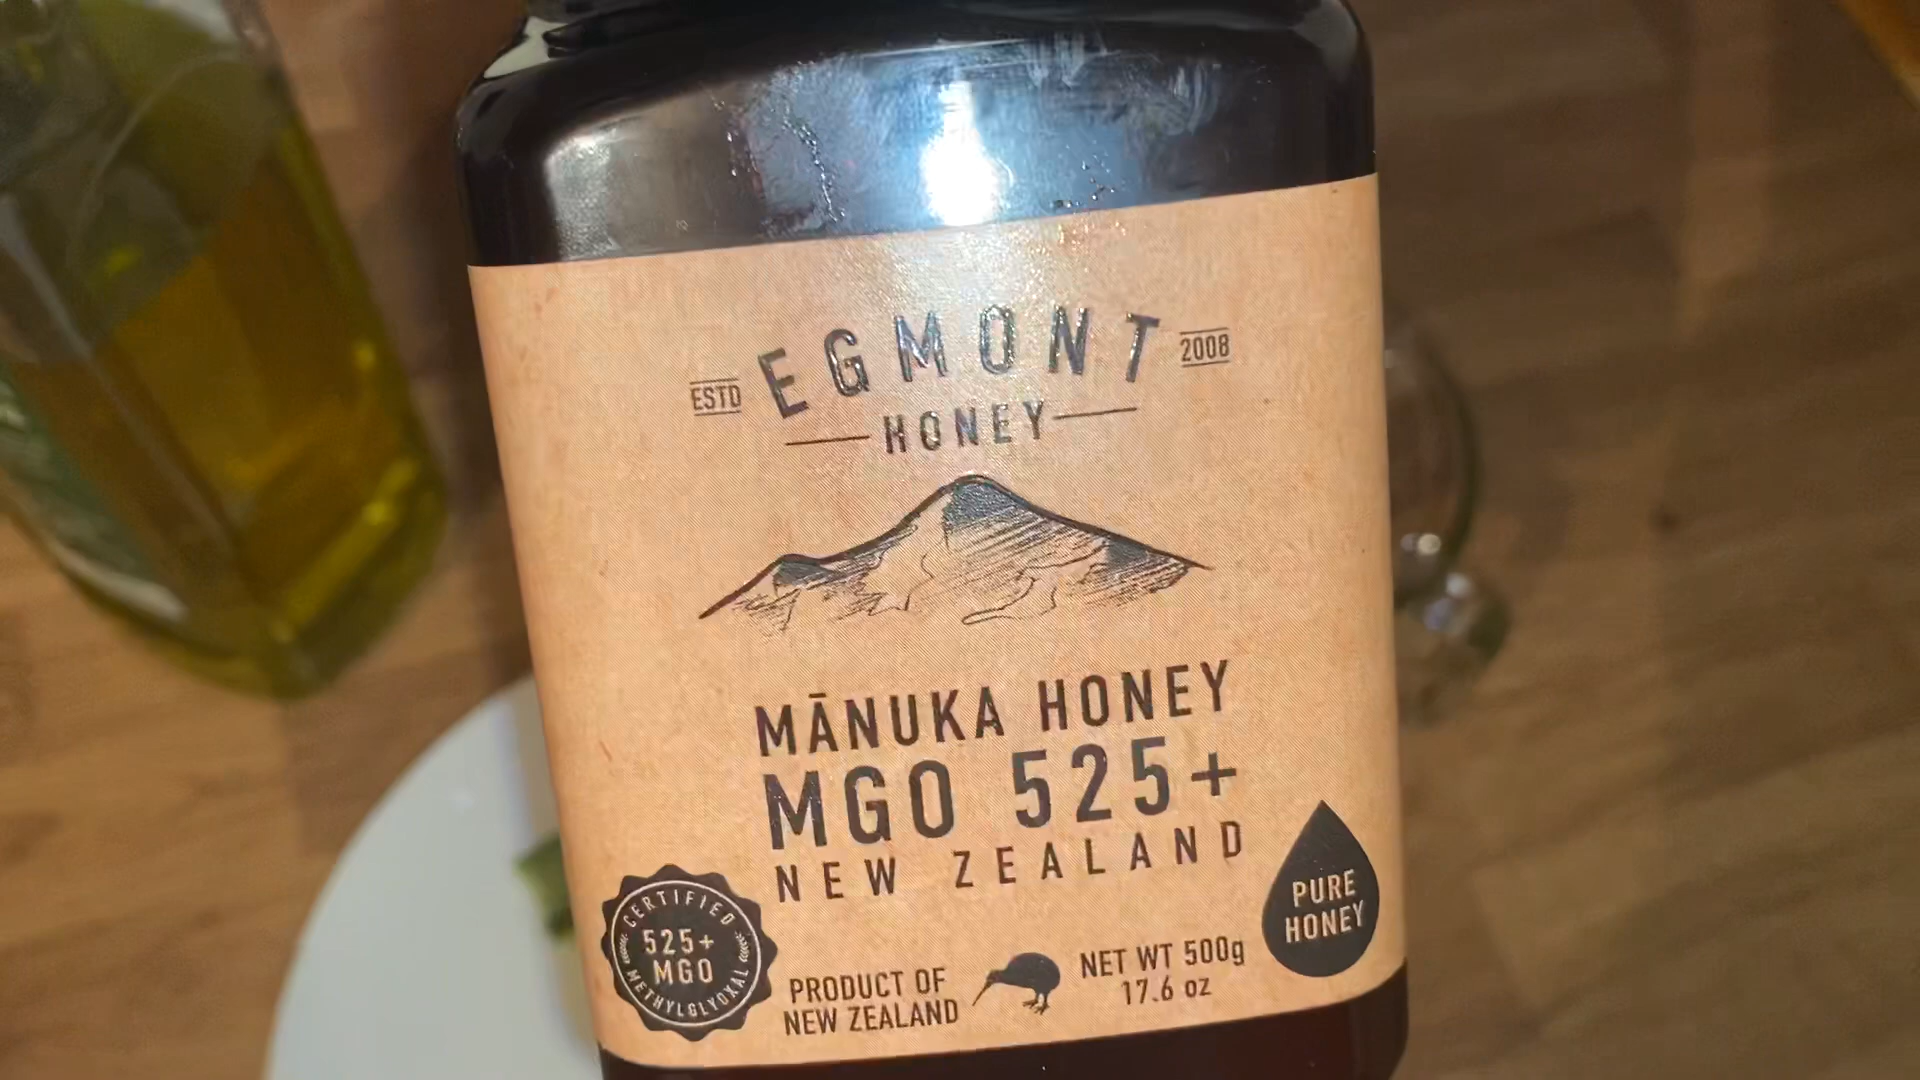 ESTD EGMONT 2008
HONEY
MĀNUKA HONEY
MGO 525+
NEW ZEALAND
CERTIFIED
525+
MGO
METHYLGLYOXAL
PRODUCT OF
NEW ZEALAND
NET WT 500g
17.6 oz
PURE
HONEY